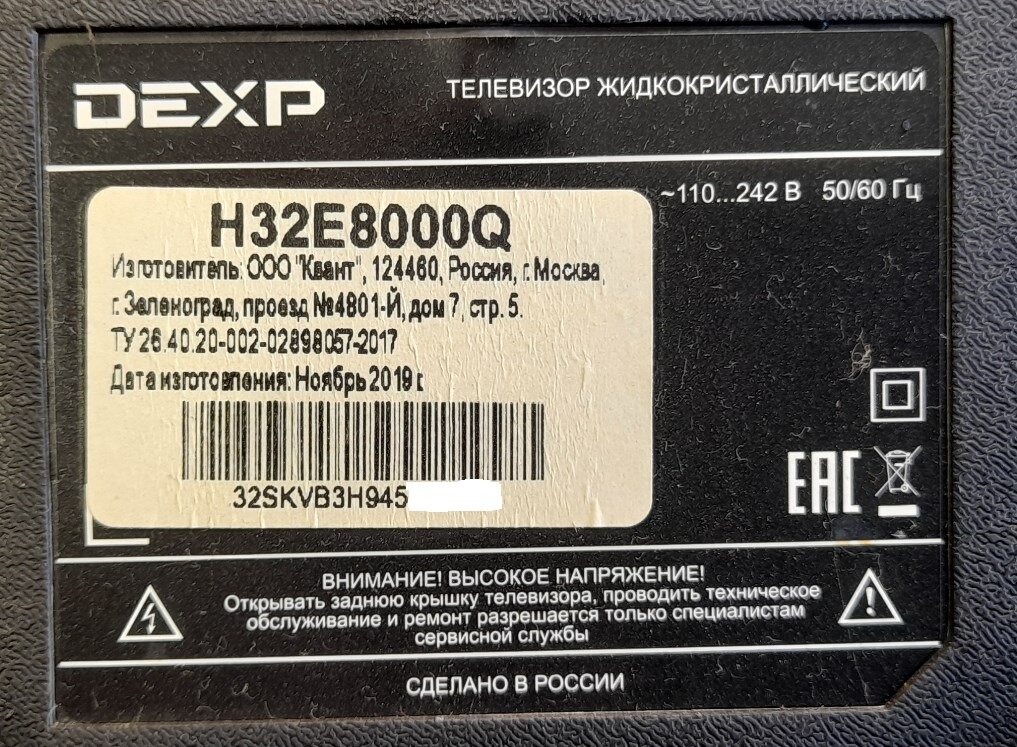 DEXP
ТЕЛЕВИЗОР ЖИДКОКРИСТАЛЛИЧЕСКИЙ
~110...242 В 50/60 Гц
H32E8000Q
Изготовитель: ООО "Квант", 124460, Россия, г. Москва,
г. Зеленоград, проезд №4801-Й, дом 7, стр. 5.
ТУ 26.40.20-002-02898057-2017
Дата изготовления: Ноябрь 2019 г.
32SKVB3H945
EAC
ВНИМАНИЕ! ВЫСОКОЕ НАПРЯЖЕНИЕ!
Открывать заднюю крышку телевизора, проводить техническое
обслуживание и ремонт разрешается только специалистам
сервисной службы
СДЕЛАНО В РОССИИ